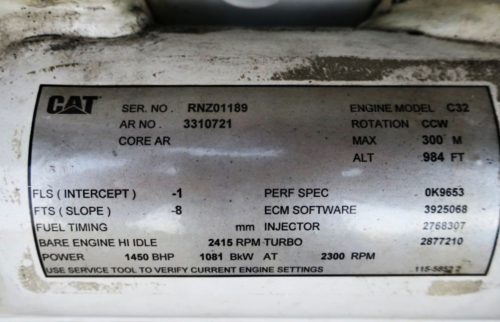 CAT SER. NO. RNZ01189 ENGINE MODEL C32
AR NO. 3310721 ROTATION CCW
CORE AR MAX 300 M
ALT 984 FT
FLS ( INTERCEPT ) -1 PERF SPEC 0K9653
FTS ( SLOPE ) -8 ECM SOFTWARE 3925068
FUEL TIMING mm INJECTOR 2768307
BARE ENGINE HI IDLE 2415 RPM TURBO 2877210
POWER 1450 BHP 1081 BkW AT 2300 RPM
USE SERVICE TOOL TO VERIFY CURRENT ENGINE SETTINGS 115-5852 2